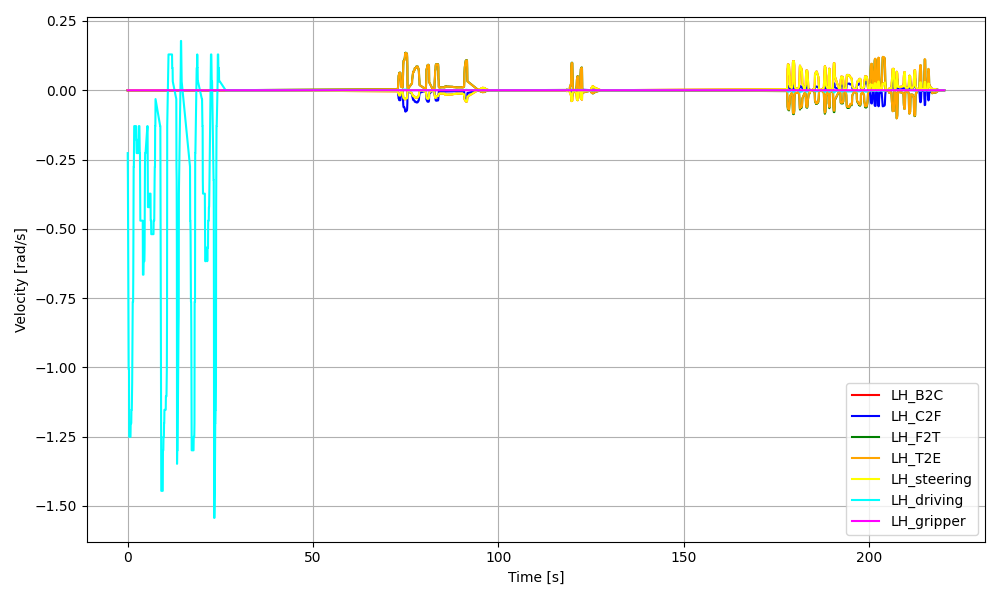 0.25
0.00
−0.25
−0.50
−0.75
−1.00
−1.25
−1.50
Velocity [rad/s]
0 50 100 150 200
Time [s]
LH_B2C
LH_C2F
LH_F2T
LH_T2E
LH_steering
LH_driving
LH_gripper